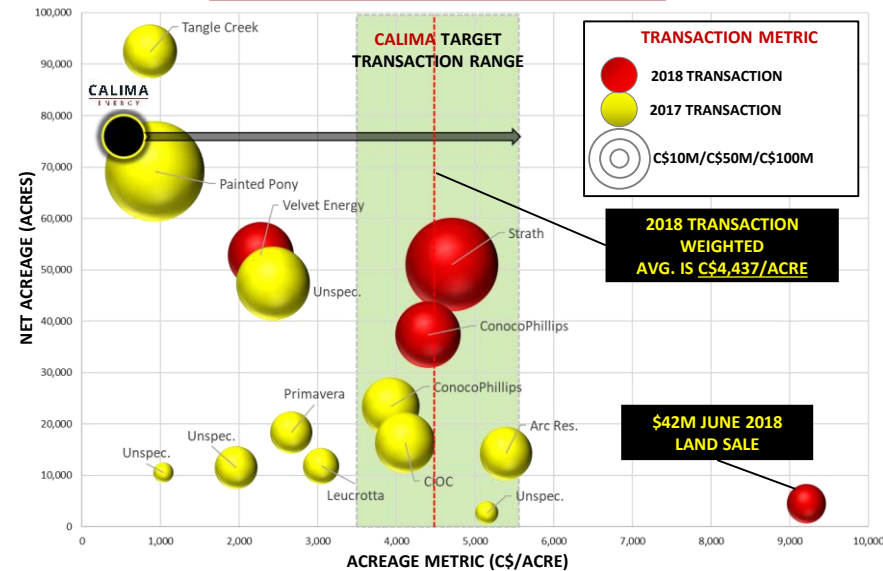 100,000
90,000
80,000
70,000
60,000
50,000
40,000
30,000
20,000
10,000
0
NET ACREAGE (ACRES)
0
1,000
2,000
3,000
4,000
5,000
6,000
7,000
8,000
9,000
10,000
ACREAGE METRIC (C$/ACRE)
Tangle Creek
CALIMA
ENERGY
Painted Pony
Velvet Energy
Unspec.
CALIMA TARGET
TRANSACTION RANGE
Strath
ConocoPhillips
ConocoPhillips
Primavera
Unspec.
Unspec.
Leucrotta
COC
Arc Res.
Unspec.
TRANSACTION METRIC
2018 TRANSACTION
2017 TRANSACTION
C$10M/C$50M/C$100M
2018 TRANSACTION
WEIGHTED
AVG. IS C$4,437/ACRE
$42M JUNE 2018
LAND SALE